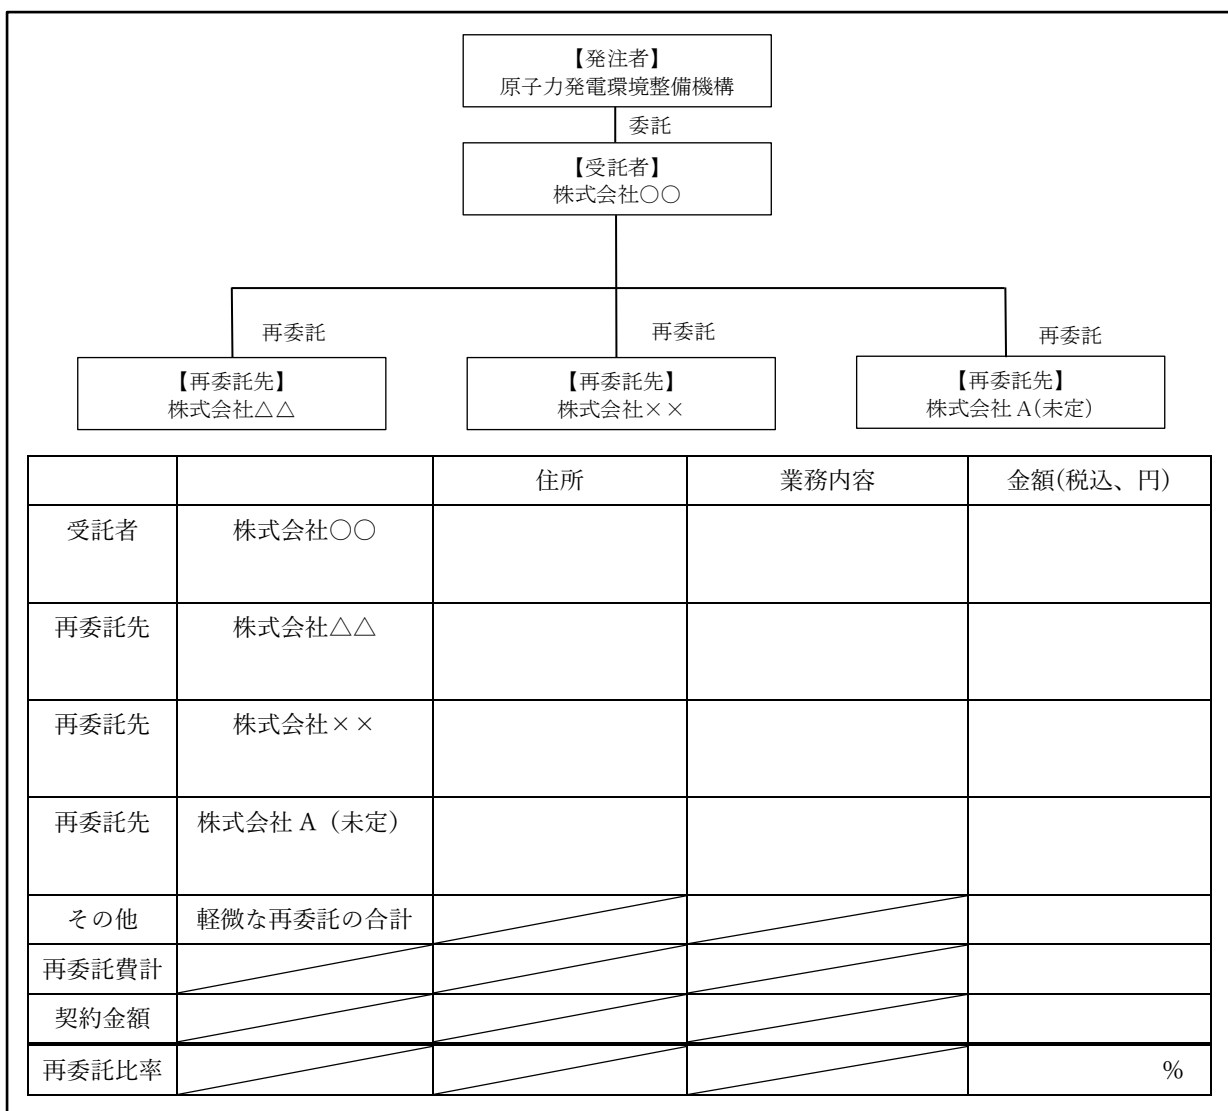 【発注者】
原子力発電環境整備機構
委託
【受託者】
株式会社○○
再委託 再委託 再委託
【再委託先】 【再委託先】 【再委託先】
株式会社△△ 株式会社×× 株式会社 A(未定)
住所 業務内容 金額(税込、円)
受託者 株式会社○○
再委託先 株式会社△△
再委託先 株式会社××
再委託先 株式会社 A（未定）
その他 軽微な再委託の合計
再委託費計
契約金額
再委託比率 %